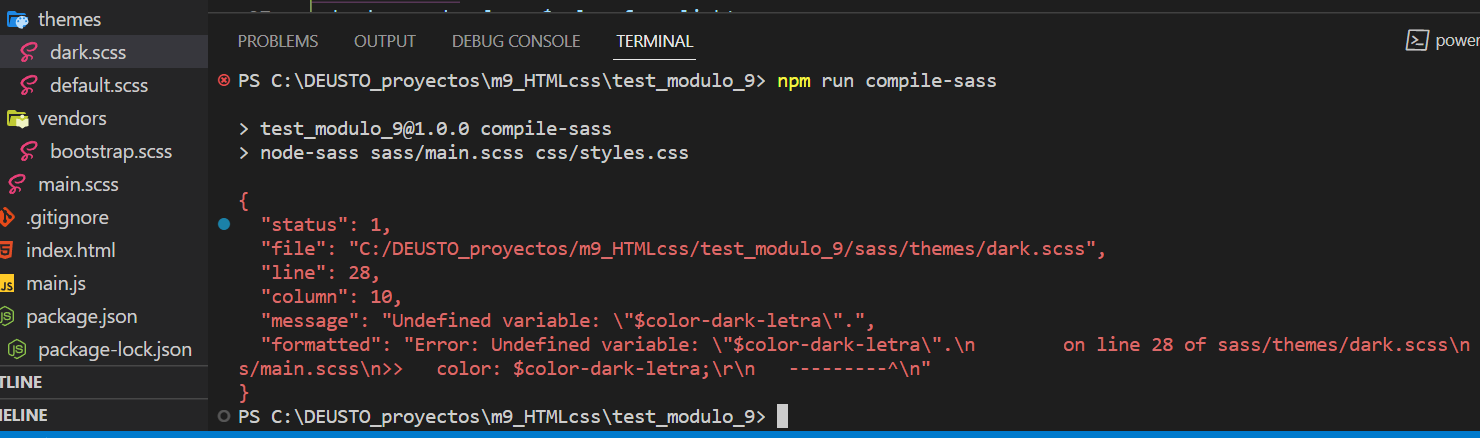 themes
dark.scss
default.scss
vendors
bootstrap.scss
main.scss
.gitignore
index.html
main.js
package.json
package-lock.json
TLINE
IELINE
PROBLEMS OUTPUT DEBUG CONSOLE TERMINAL power
PS C:\DEUSTO_proyectos\m9_HTMLcss\test_modulo_9> npm run compile-sass
> test_modulo_9@1.0.0 compile-sass
> node-sass sass/main.scss css/styles.css
{
"status": 1,
"file": "C:/DEUSTO_proyectos/m9_HTMLcss/test_modulo_9/sass/themes/dark.scss",
"line": 28,
"column": 10,
"message": "Undefined variable: \"$color-dark-letra\".",
"formatted": "Error: Undefined variable: \"$color-dark-letra\".\n        on line 28 of sass/themes/dark.scss\n
s/main.scss\n>>   color: $color-dark-letra;\r\n   ---------^\n"
}
PS C:\DEUSTO_proyectos\m9_HTMLcss\test_modulo_9>